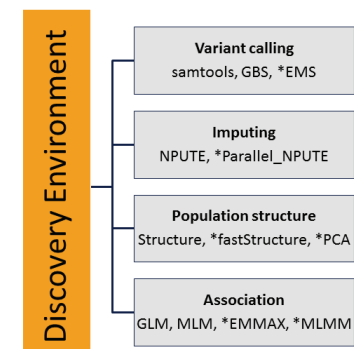 Discovery Environment
Variant calling
samtools, GBS, *EMS
Imputing
NPUTE, *Parallel_NPUTE
Population structure
Structure, *fastStructure, *PCA
Association
GLM, MLM, *EMMAX, *MLMM